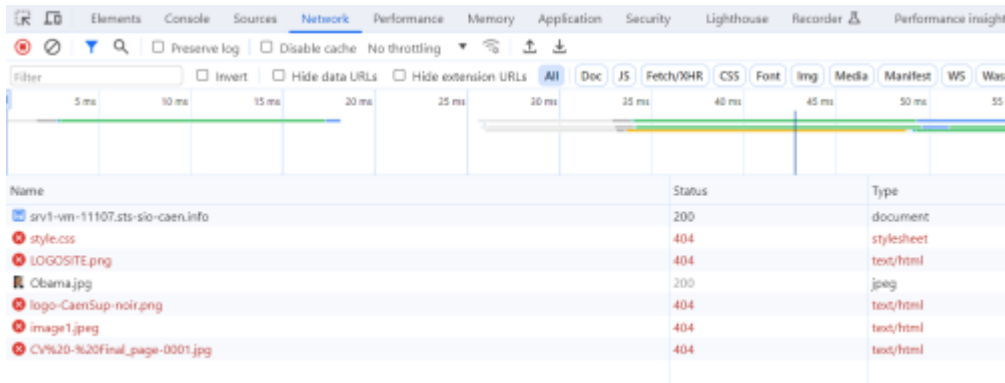 Elements Console Sources Network Performance Memory Application Security Lighthouse Recorder Performance insight
Preserve log Disable cache No throttling
Filter Invert Hide data URLs Hide extension URLs All Doc JS Fetch/XHR CSS Font Img Media Manifest WS Was
5 ms 10 ms 15 ms 20 ms 25 ms 30 ms 35 ms 40 ms 45 ms 50 ms 55
Name Status Type
srv1-vm-11107.sts-sio-caen.info 200 document
style.css 404 stylesheet
LOGOSITE.png 404 text/html
Obama.jpg 200 jpeg
logo-CaenSup-noir.png 404 text/html
image1.jpeg 404 text/html
CV%20-%20Final_page-0001.jpg 404 text/html